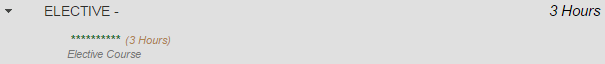 ELECTIVE - 3 Hours
********** (3 Hours)
Elective Course